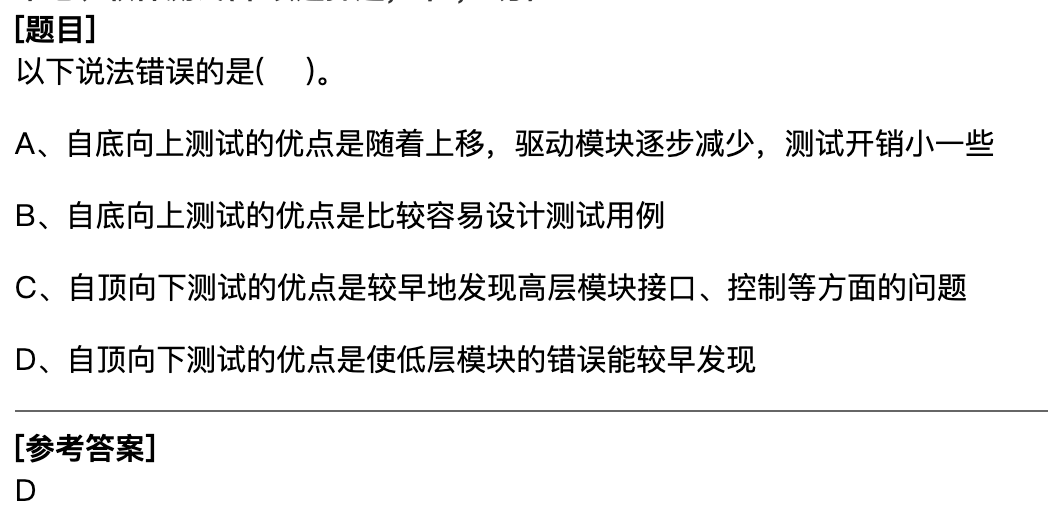 [题目]
以下说法错误的是(    )。
A、自底向上测试的优点是随着上移，驱动模块逐步减少，测试开销小一些
B、自底向上测试的优点是比较容易设计测试用例
C、自顶向下测试的优点是较早地发现高层模块接口、控制等方面的问题
D、自顶向下测试的优点是使低层模块的错误能较早发现
[参考答案]
D